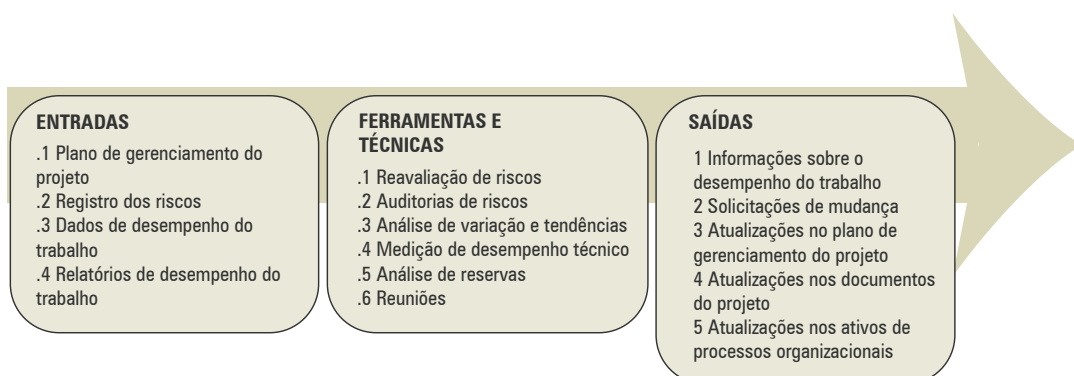 ENTRADAS
.1 Plano de gerenciamento do
projeto
.2 Registro dos riscos
.3 Dados de desempenho do
trabalho
.4 Relatórios de desempenho do
trabalho
FERRAMENTAS E
TÉCNICAS
.1 Reavaliação de riscos
.2 Auditorias de riscos
.3 Análise de variação e tendências
.4 Medição de desempenho técnico
.5 Análise de reservas
.6 Reuniões
SAÍDAS
1 Informações sobre o
desempenho do trabalho
2 Solicitações de mudança
3 Atualizações no plano de
gerenciamento do projeto
4 Atualizações nos documentos
do projeto
5 Atualizações nos ativos de
processos organizacionais